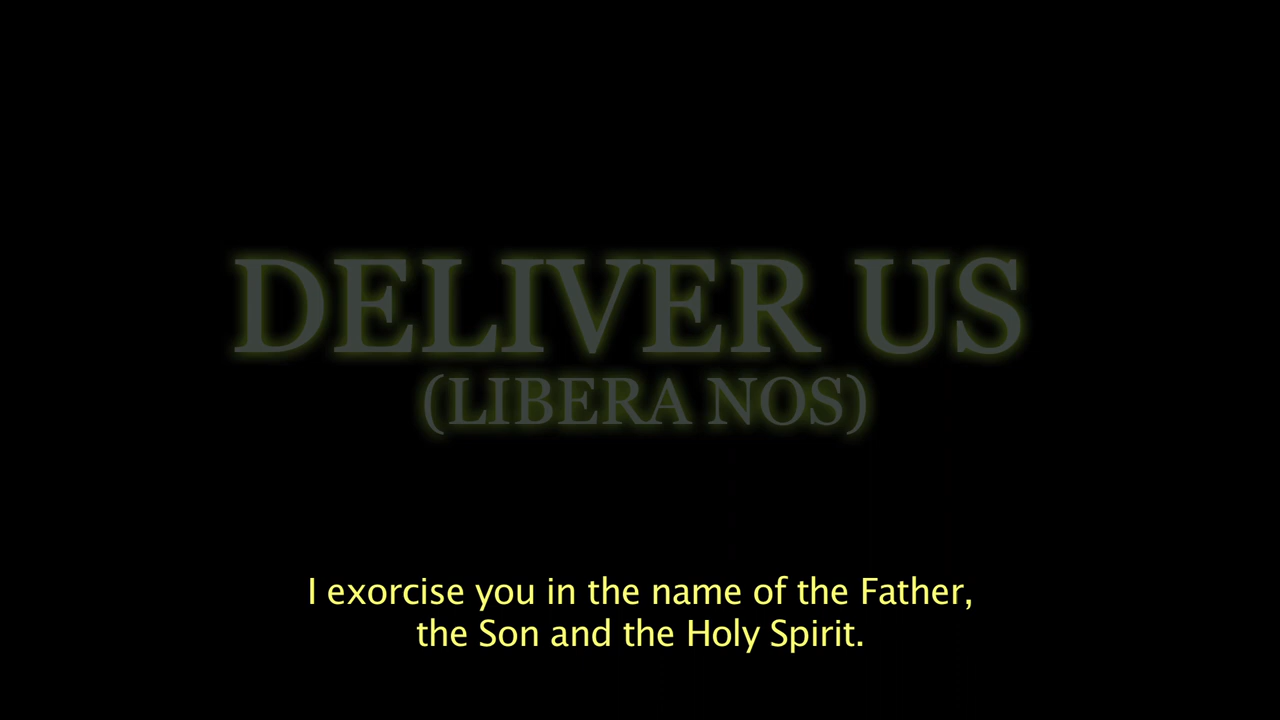 DELIVER US
(LIBERA NOS)
I exorcise you in the name of the Father,
the Son and the Holy Spirit.